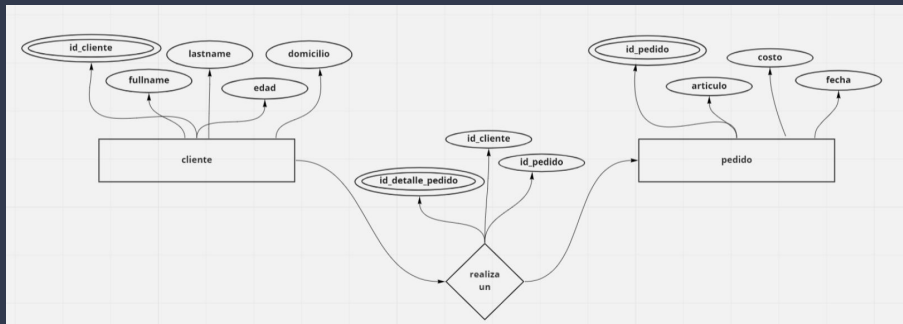 id_cliente
lastname
domicilio
fullname
edad
cliente
id_pedido
costo
articulo
fecha
pedido
id_cliente
id_pedido
id_detalle_pedido
realiza
un